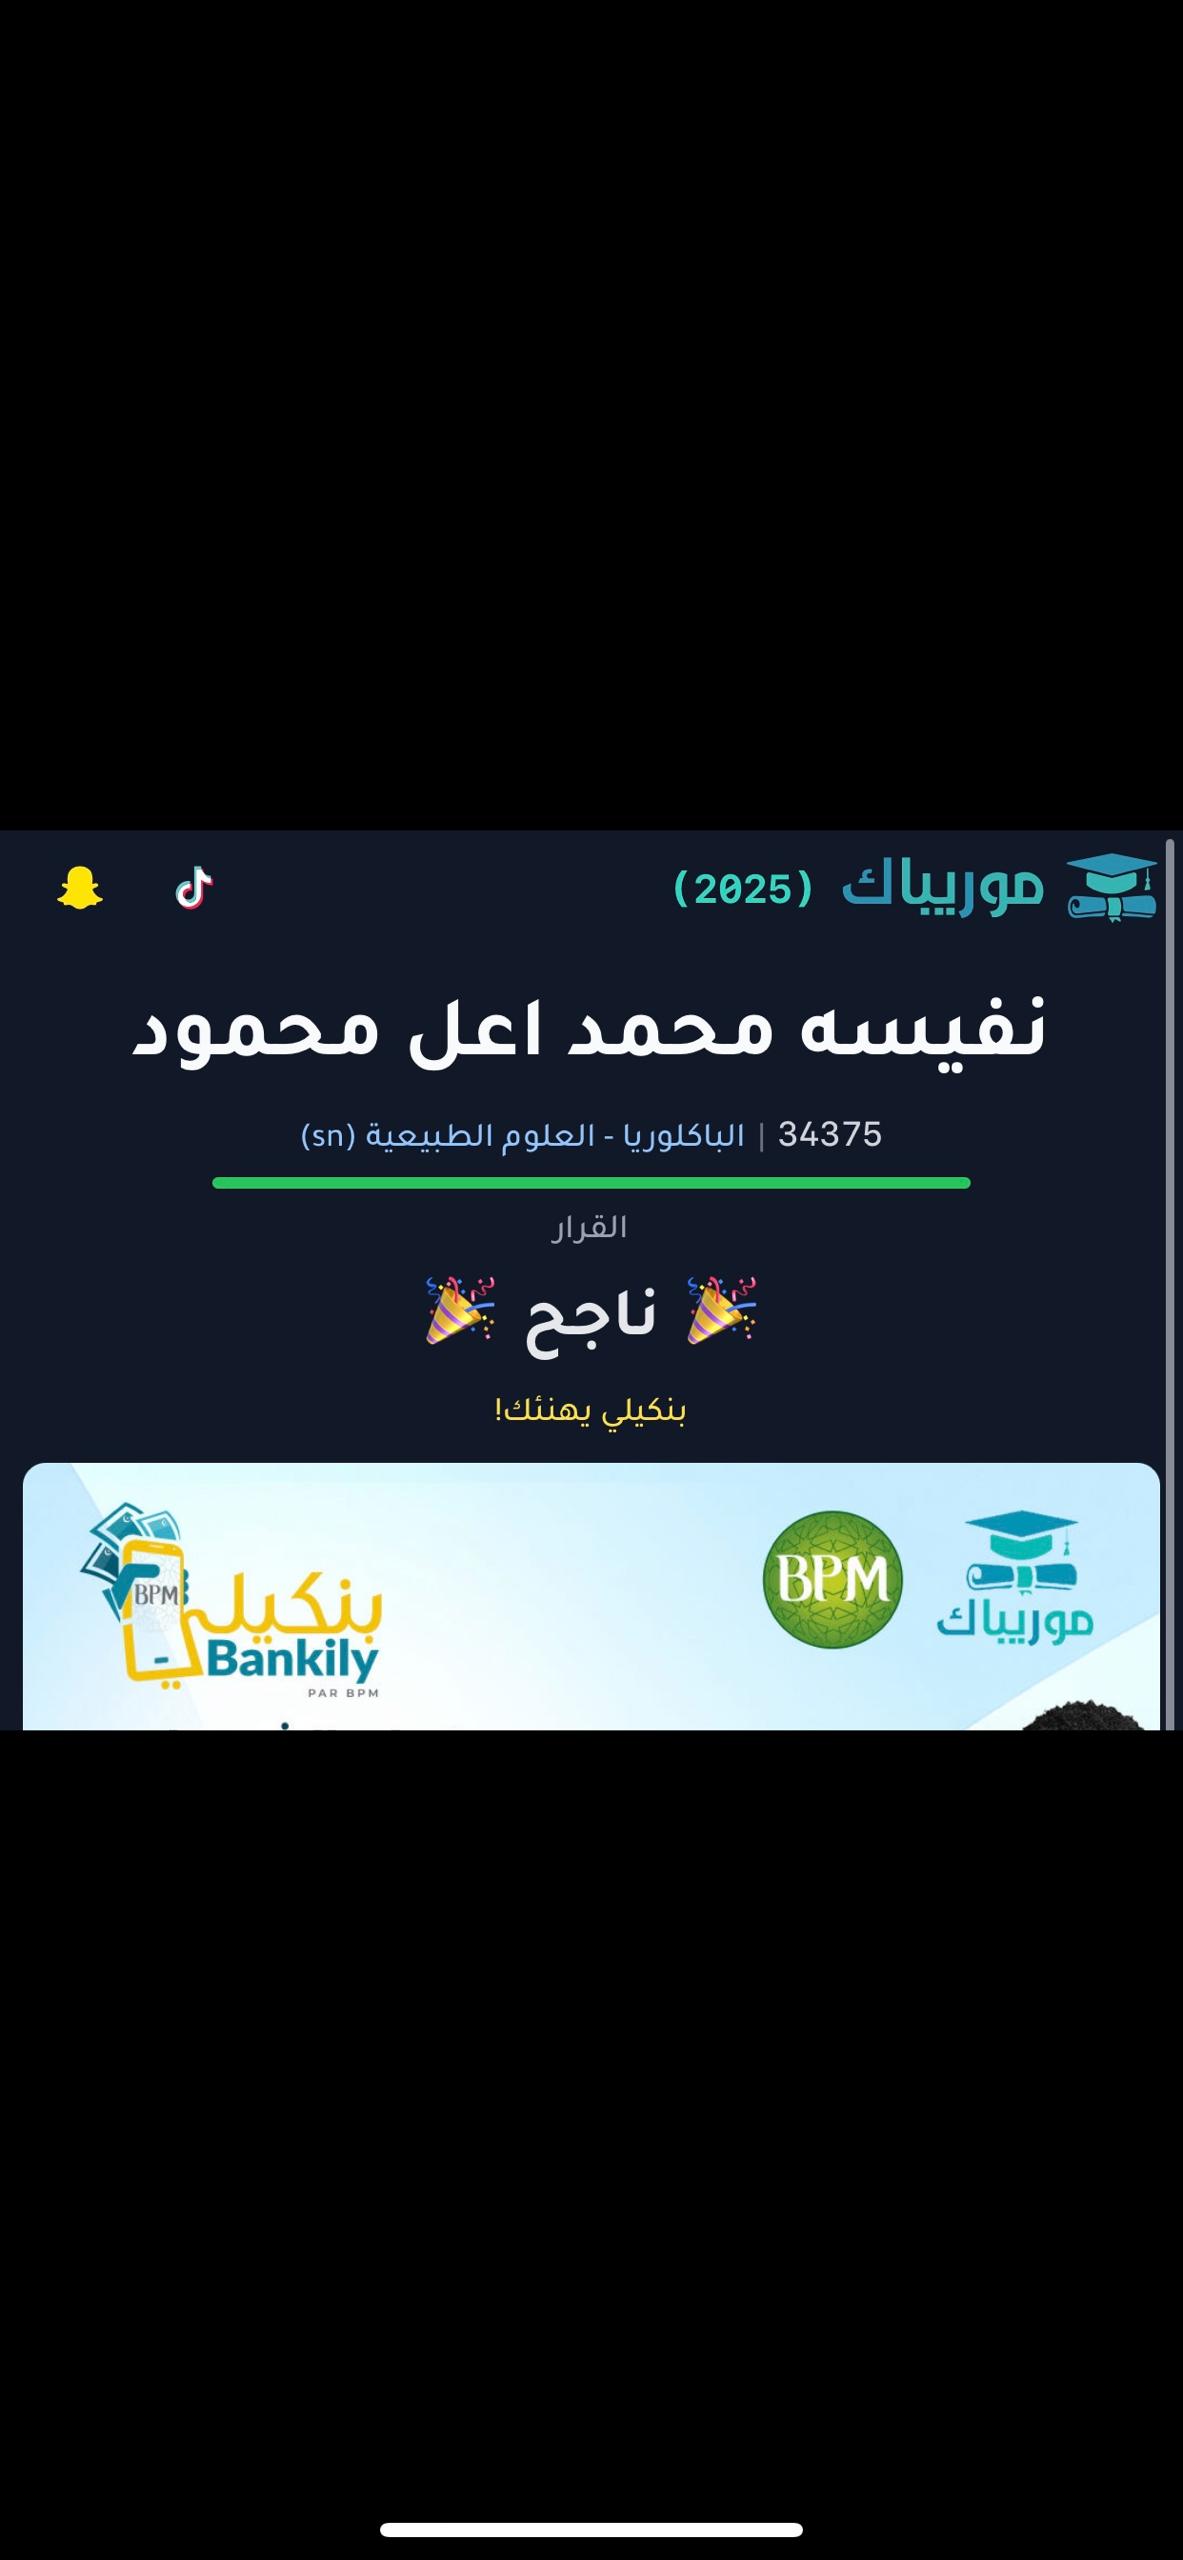 موريباك (2025)
نفيسه محمد اعل محمود
34375 | الباكلوريا - العلوم الطبيعية (sn)
القرار
🎉 ناجح 🎉
بنكيلي يهنئك!
موريباك
BPM
BPM
بنكيلي
Bankily
PAR BPM